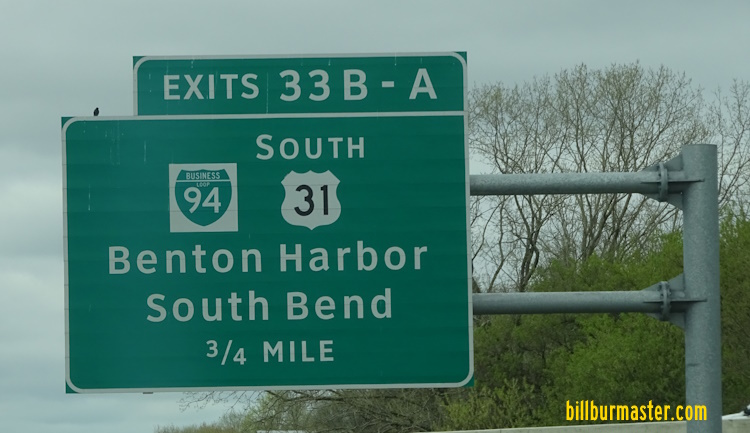 EXITS 33 B - A
SOUTH
BUSINESS
LOOP
94
31
Benton Harbor
South Bend
3/4 MILE
billburmaster.com